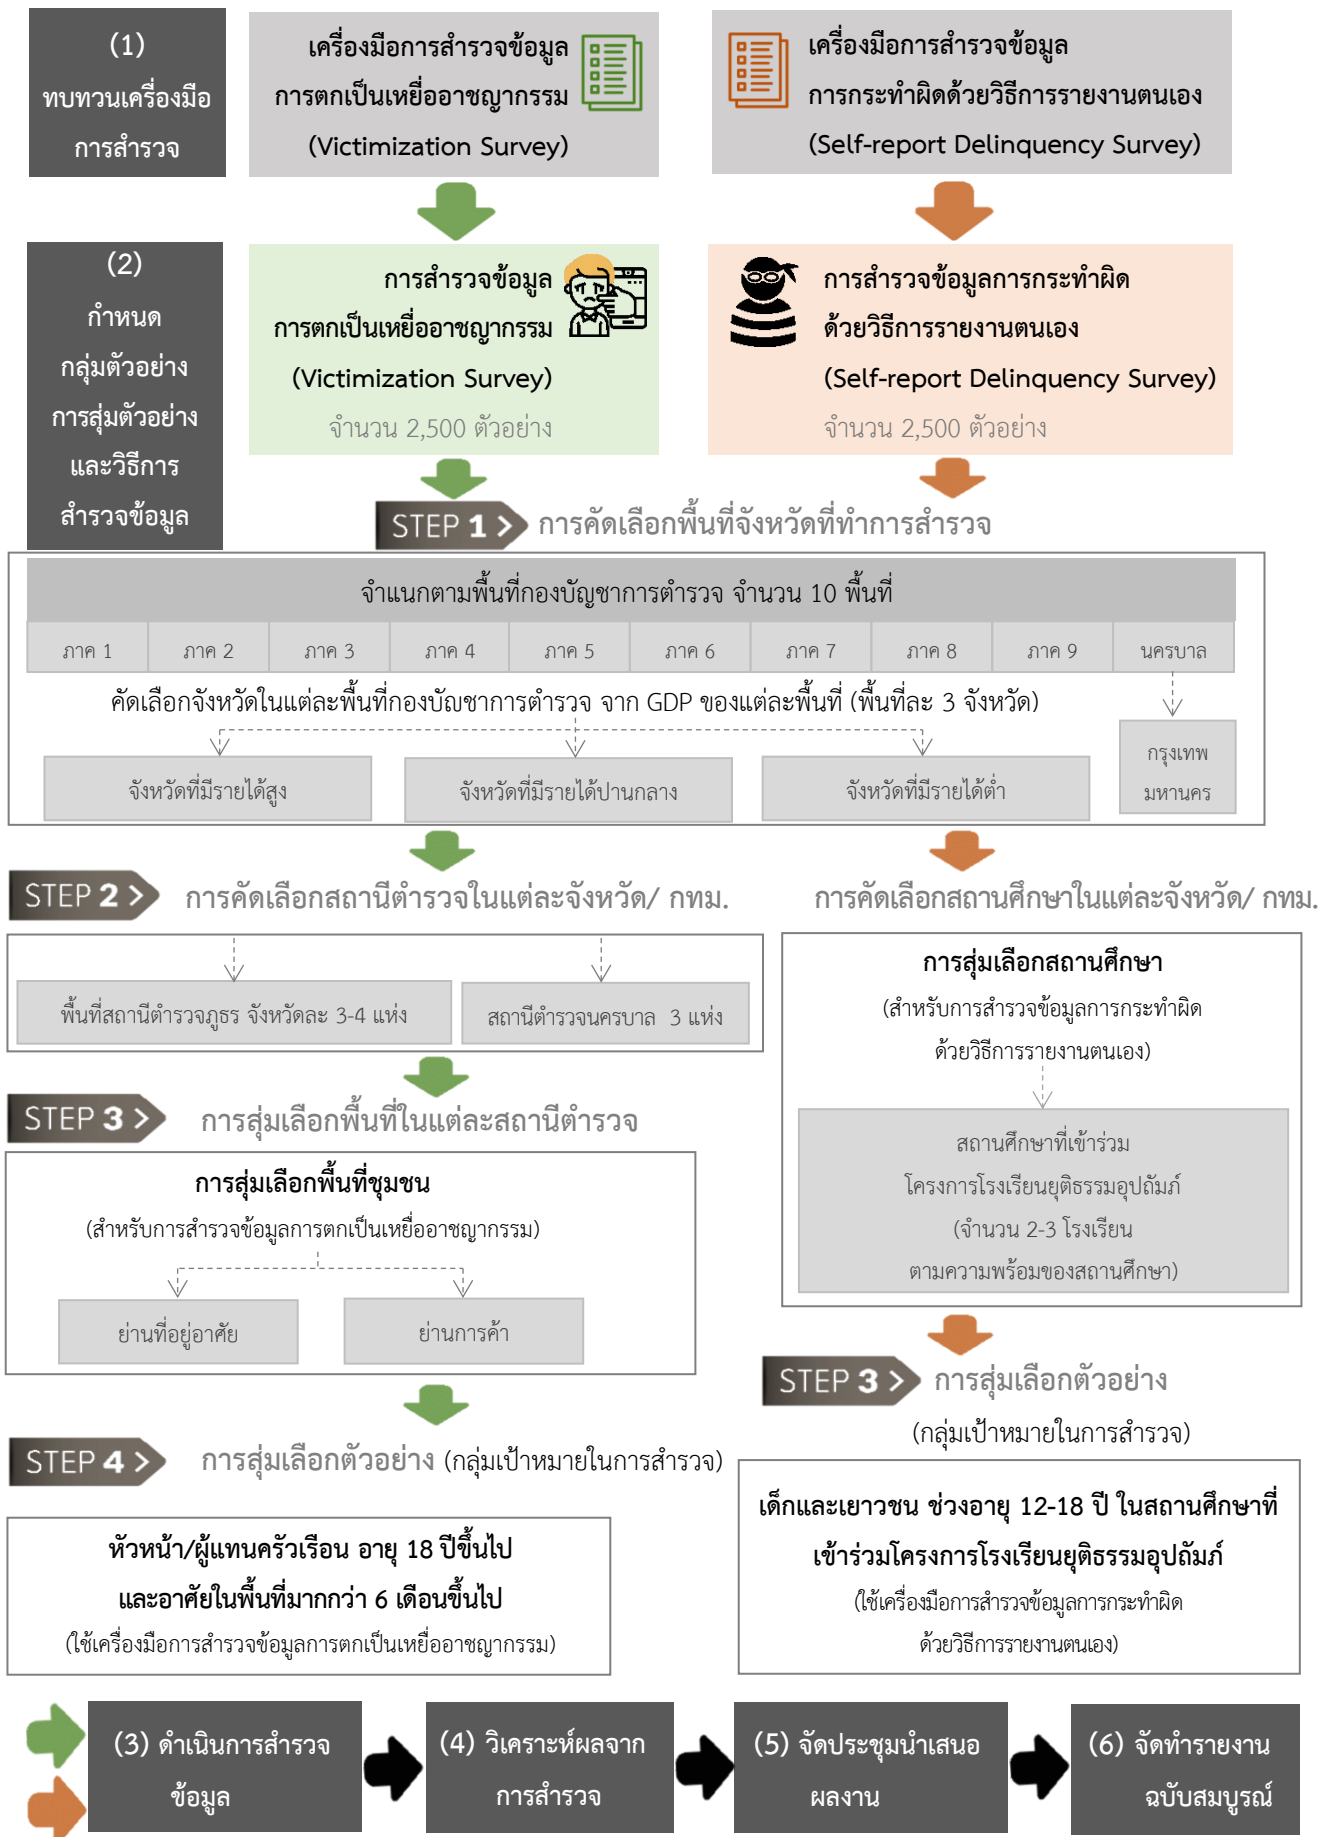 (1)
ทบทวนเครื่องมือ
การสำรวจ
เครื่องมือการสำรวจข้อมูล
การตกเป็นเหยื่ออาชญากรรม
(Victimization Survey)
เครื่องมือการสำรวจข้อมูล
การกระทำผิดด้วยวิธีการรายงานตนเอง
(Self-report Delinquency Survey)
(2)
กำหนด
กลุ่มตัวอย่าง
การสุ่มตัวอย่าง
และวิธีการ
สำรวจข้อมูล
การสำรวจข้อมูล
การตกเป็นเหยื่ออาชญากรรม
(Victimization Survey)
จำนวน 2,500 ตัวอย่าง
การสำรวจข้อมูลการกระทำผิด
ด้วยวิธีการรายงานตนเอง
(Self-report Delinquency Survey)
จำนวน 2,500 ตัวอย่าง
STEP 1 > การคัดเลือกพื้นที่จังหวัดที่ทำการสำรวจ
จำแนกตามพื้นที่กองบัญชาการตำรวจ จำนวน 10 พื้นที่
ภาค 1 ภาค 2 ภาค 3 ภาค 4 ภาค 5 ภาค 6 ภาค 7 ภาค 8 ภาค 9 นครบาล
คัดเลือกจังหวัดในแต่ละพื้นที่กองบัญชาการตำรวจ จาก GDP ของแต่ละพื้นที่ (พื้นที่ละ 3 จังหวัด)
จังหวัดที่มีรายได้สูง
จังหวัดที่มีรายได้ปานกลาง
จังหวัดที่มีรายได้ต่ำ
กรุงเทพ
มหานคร
STEP 2 > การคัดเลือกสถานีตำรวจในแต่ละจังหวัด/ กทม.
การคัดเลือกสถานศึกษาในแต่ละจังหวัด/ กทม.
พื้นที่สถานีตำรวจภูธร จังหวัดละ 3-4 แห่ง
สถานีตำรวจนครบาล 3 แห่ง
การสุ่มเลือกสถานศึกษา
(สำหรับการสำรวจข้อมูลการกระทำผิด
ด้วยวิธีการรายงานตนเอง)
สถานศึกษาที่เข้าร่วม
โครงการโรงเรียนยุติธรรมอุปถัมภ์
(จำนวน 2-3 โรงเรียน
ตามความพร้อมของสถานศึกษา)
STEP 3 > การสุ่มเลือกพื้นที่ในแต่ละสถานีตำรวจ
การสุ่มเลือกพื้นที่ชุมชน
(สำหรับการสำรวจข้อมูลการตกเป็นเหยื่ออาชญากรรม)
ย่านที่อยู่อาศัย
ย่านการค้า
STEP 3 > การสุ่มเลือกตัวอย่าง
(กลุ่มเป้าหมายในการสำรวจ)
STEP 4 > การสุ่มเลือกตัวอย่าง (กลุ่มเป้าหมายในการสำรวจ)
หัวหน้า/ผู้แทนครัวเรือน อายุ 18 ปีขึ้นไป
และอาศัยในพื้นที่มากกว่า 6 เดือนขึ้นไป
(ใช้เครื่องมือการสำรวจข้อมูลการตกเป็นเหยื่ออาชญากรรม)
เด็กและเยาวชน ช่วงอายุ 12-18 ปี ในสถานศึกษาที่
เข้าร่วมโครงการโรงเรียนยุติธรรมอุปถัมภ์
(ใช้เครื่องมือการสำรวจข้อมูลการกระทำผิด
ด้วยวิธีการรายงานตนเอง)
(3) ดำเนินการสำรวจ
ข้อมูล
(4) วิเคราะห์ผลจาก
การสำรวจ
(5) จัดประชุมนำเสนอ
ผลงาน
(6) จัดทำรายงาน
ฉบับสมบูรณ์